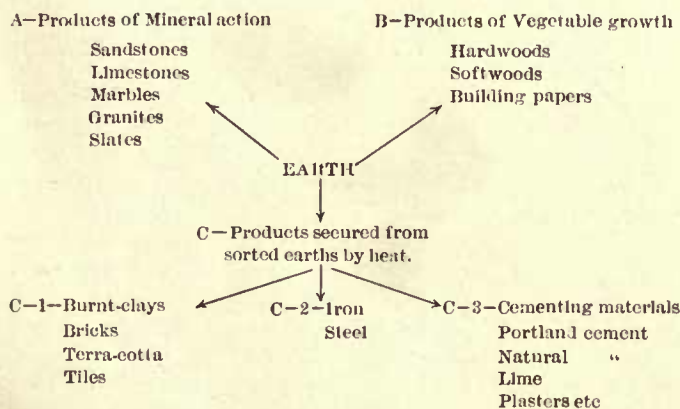 A—Products of Mineral action
Sandstones
Limestones
Marbles
Granites
Slates
B—Products of Vegetable growth
Hardwoods
Softwoods
Building papers
EARTH
C—Products secured from
sorted earths by heat.
C—1—Burnt-clays
Bricks
Terra-cotta
Tiles
C—2—Iron
Steel
C—3—Cementing materials
Portland cement
Natural "
Lime
Plasters etc